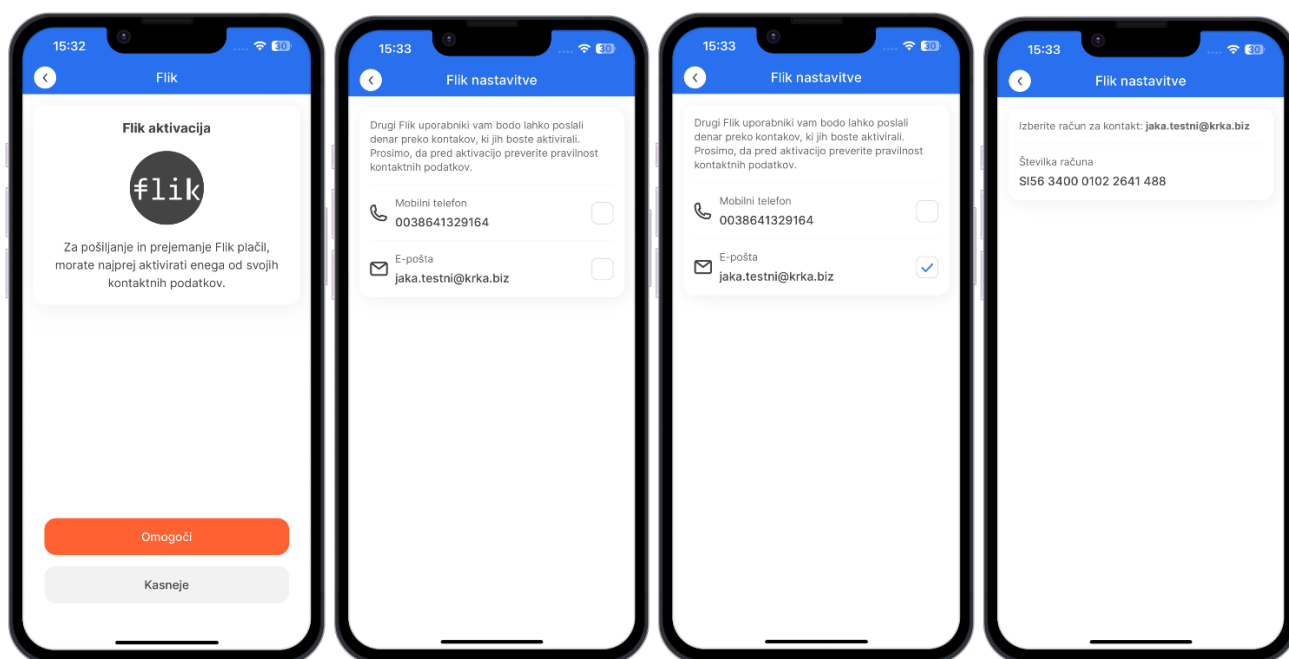 15:32
30
Flik
Flik aktivacija
flik
Za pošiljanje in prejemanje Flik plačil,
morate najprej aktivirati enega od svojih
kontaktnih podatkov.
Omogoči
Kasneje
15:33
30
Flik nastavitve
Drugi Flik uporabniki vam bodo lahko poslali
denar preko kontakov, ki jih boste aktivirali.
Prosimo, da pred aktivacijo preverite pravilnost
kontaktnih podatkov.
Mobilni telefon
0038641329164
E-pošta
jaka.testni@krka.biz
15:33
30
Flik nastavitve
Drugi Flik uporabniki vam bodo lahko poslali
denar preko kontakov, ki jih boste aktivirali.
Prosimo, da pred aktivacijo preverite pravilnost
kontaktnih podatkov.
Mobilni telefon
0038641329164
E-pošta
jaka.testni@krka.biz
15:33
30
Flik nastavitve
Izberite račun za kontakt: jaka.testni@krka.biz
Številka računa
SI56 3400 0102 2641 488